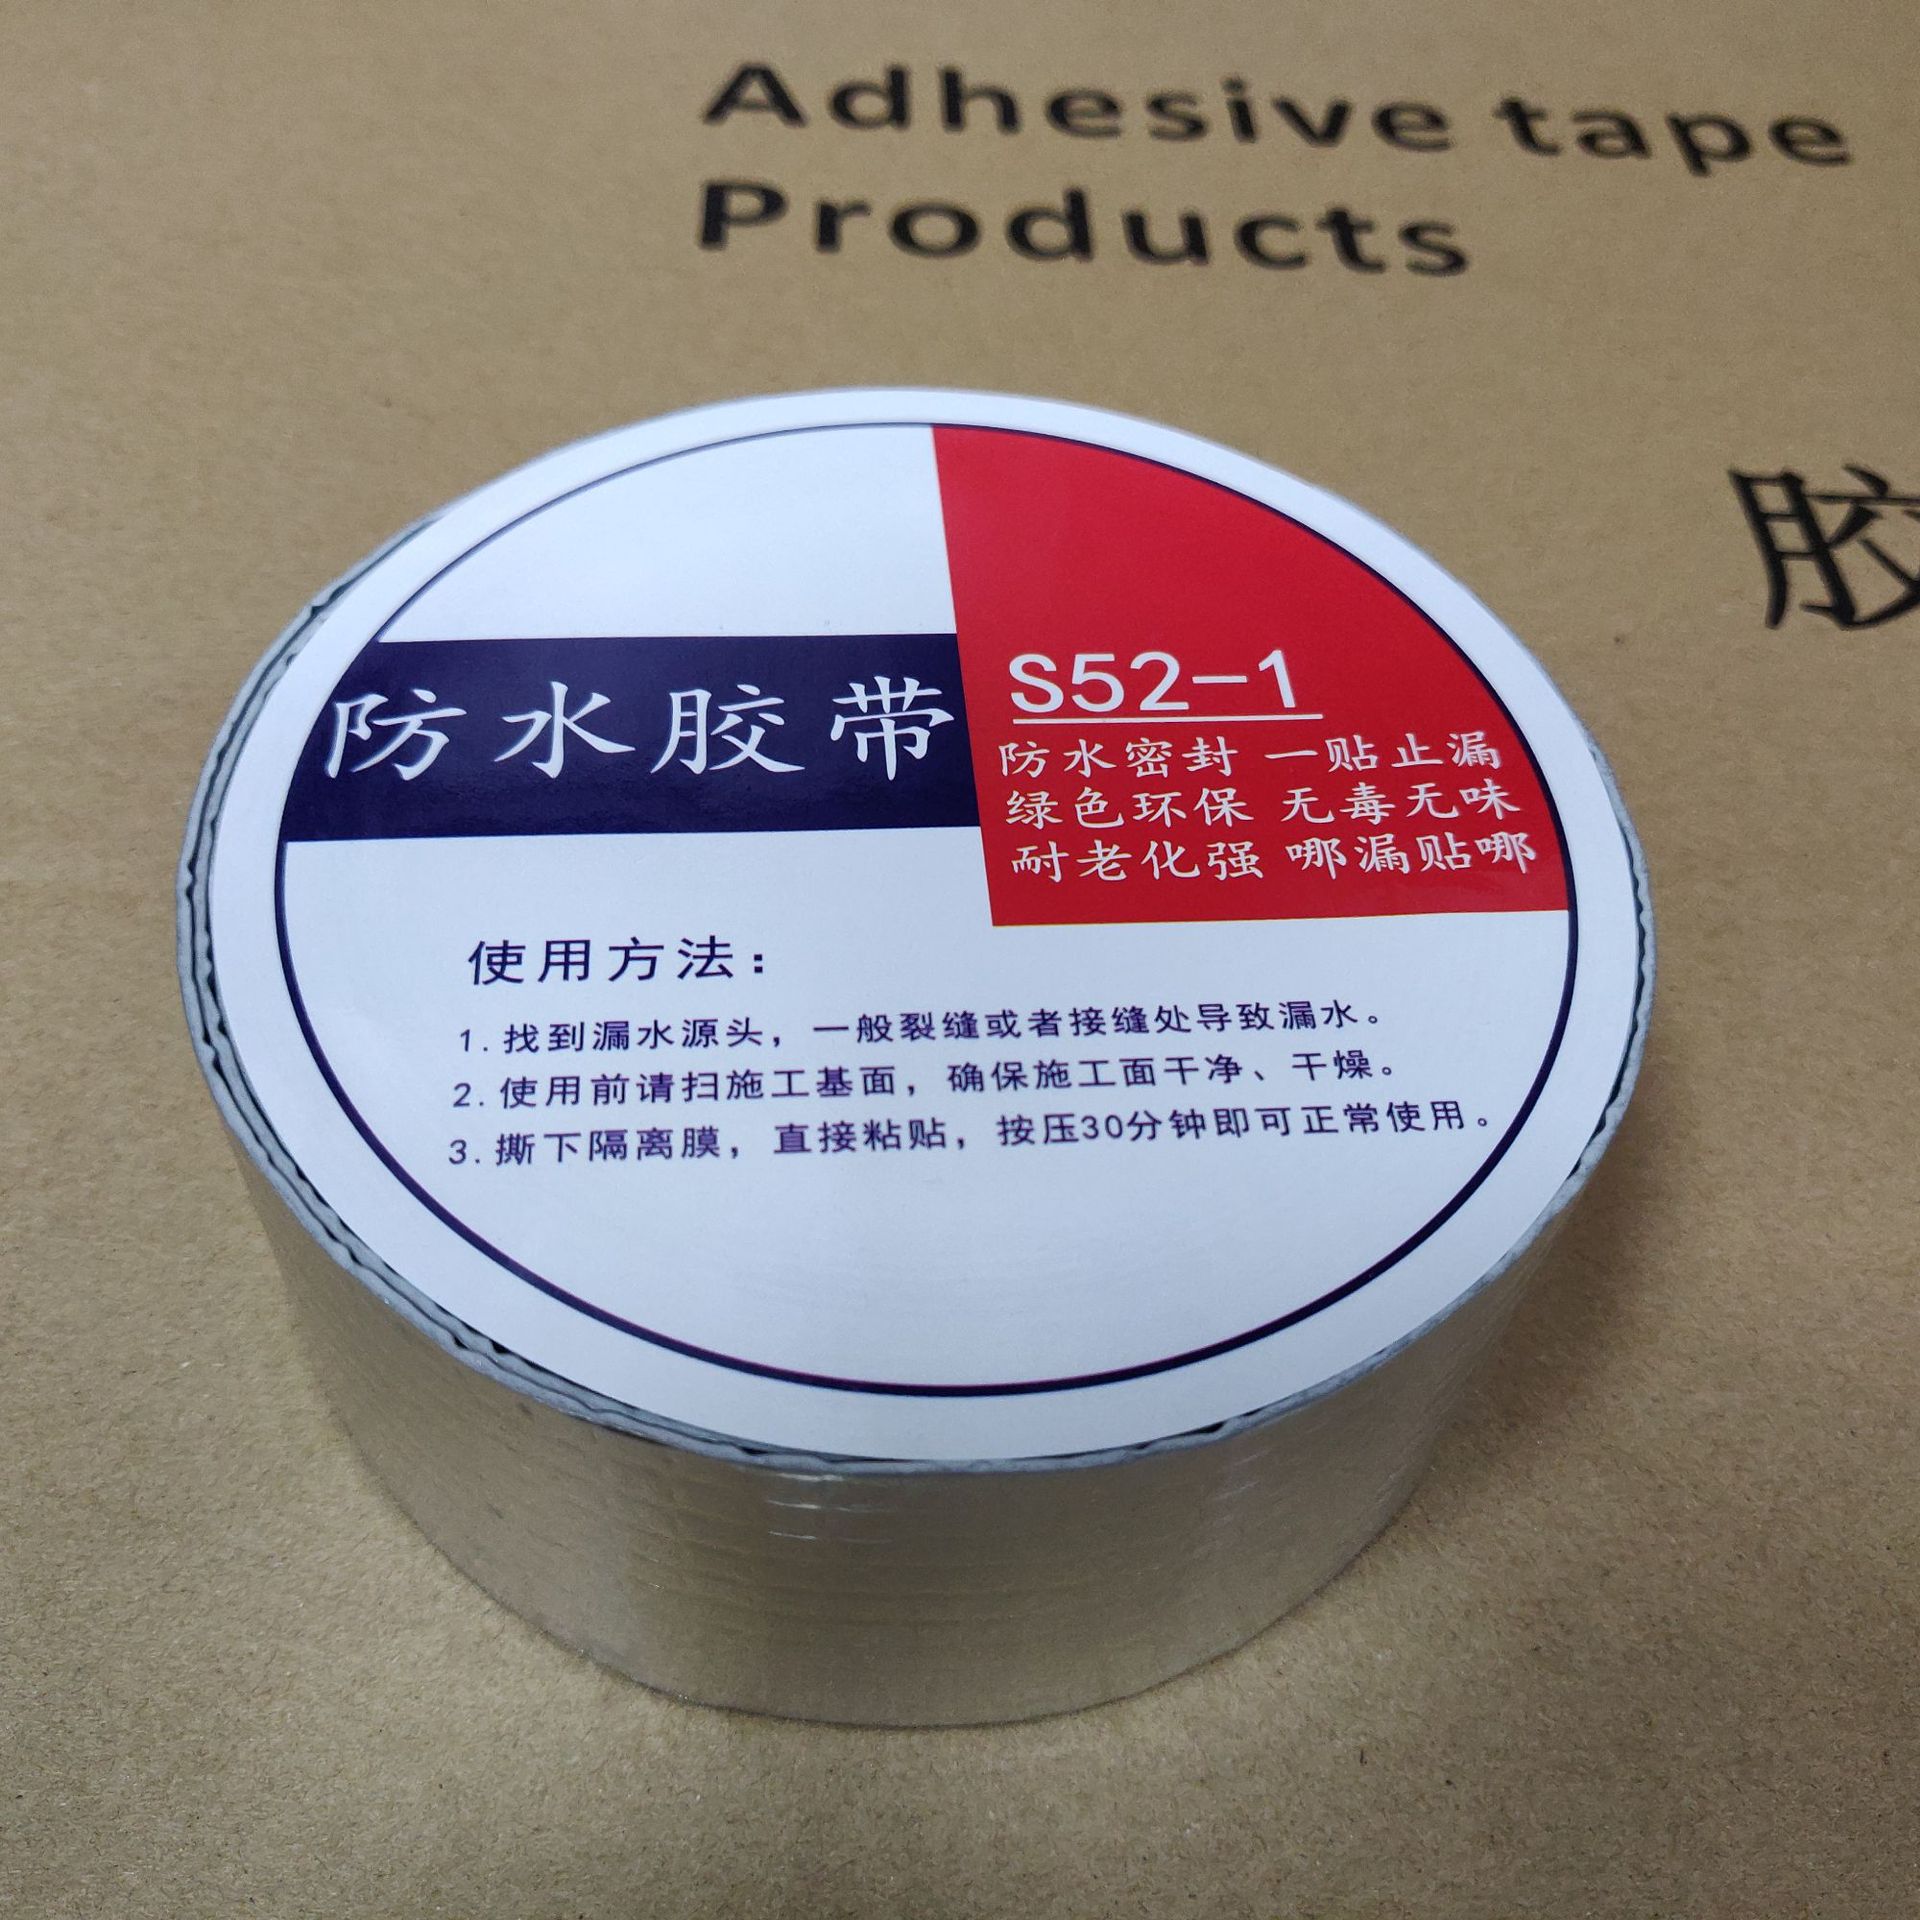 Adhesive tape
Products
胶
防水胶带
S52-1
防水密封 一贴止漏
绿色环保 无毒无味
耐老化强 哪漏贴哪
使用方法：
1. 找到漏水源头，一般裂缝或者接缝处导致漏水。
2. 使用前请扫施工基面，确保施工面干净、干燥。
3. 撕下隔离膜，直接粘贴，按压30分钟即可正常使用。